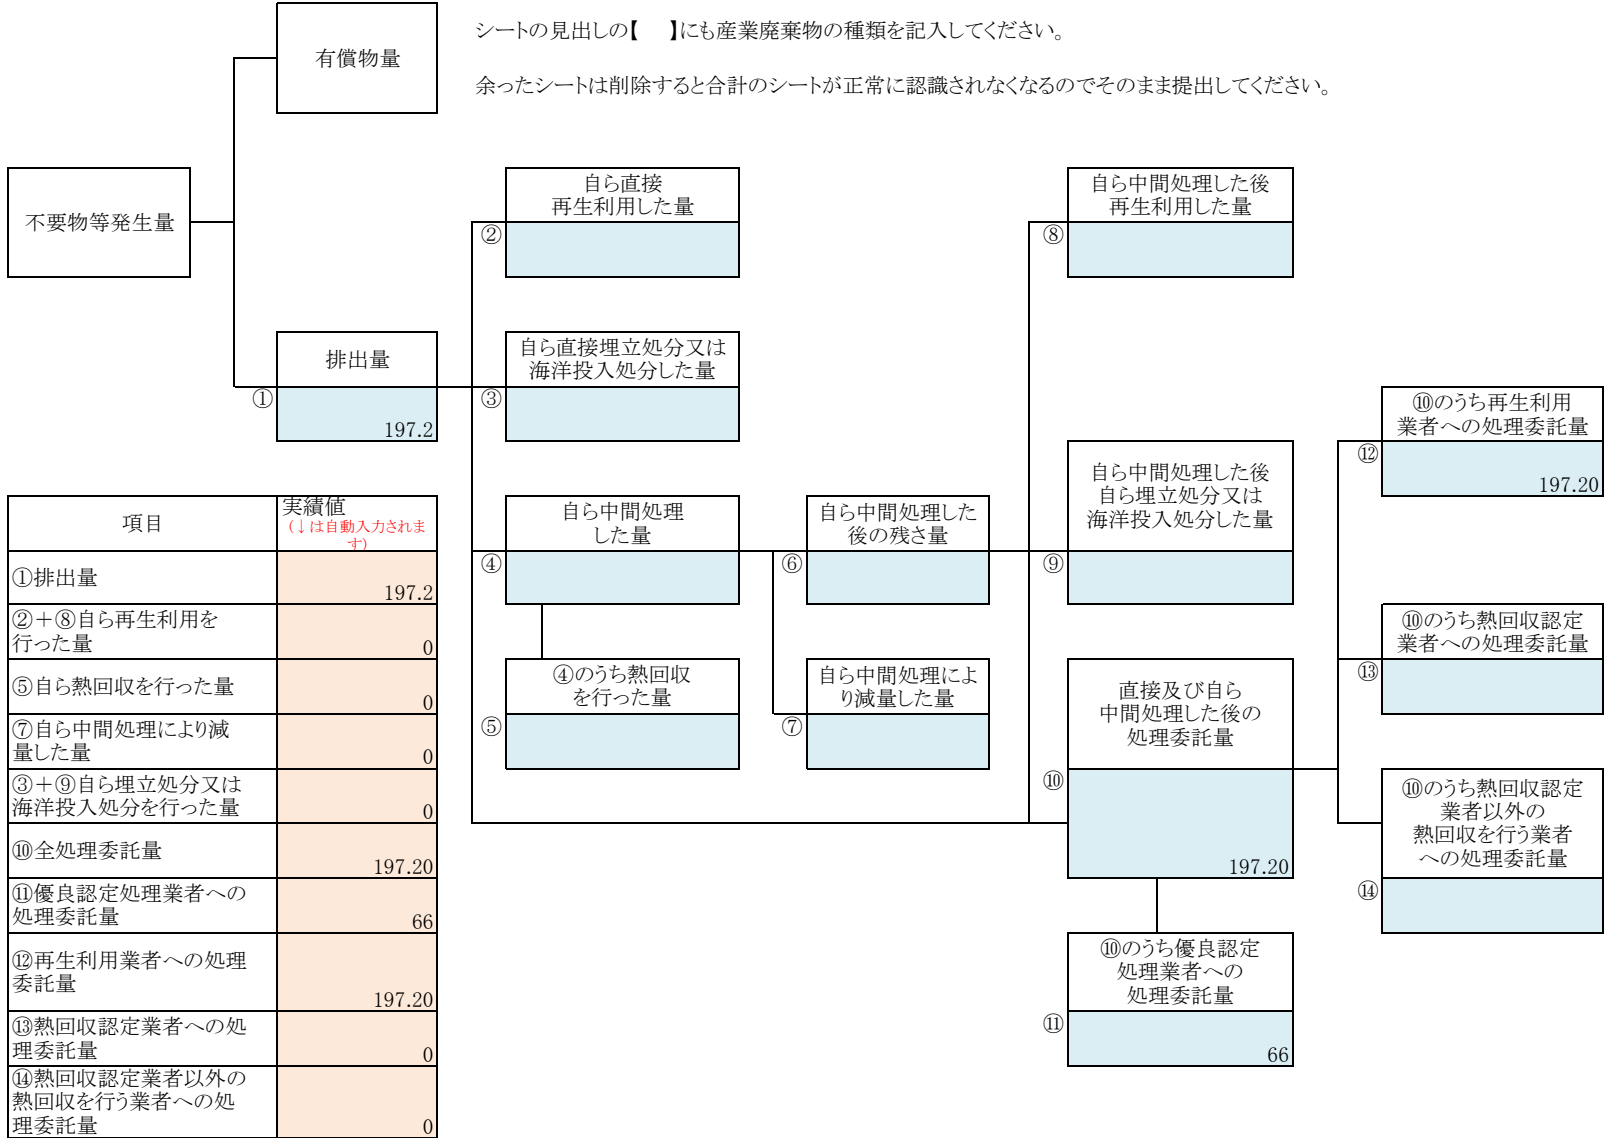 シートの見出しの【　】にも産業廃棄物の種類を記入してください。
余ったシートは削除すると合計のシートが正常に認識されなくなるのでそのまま提出してください。
有償物量
不要物等発生量
自ら直接
再生利用した量
②
自ら中間処理した後
再生利用した量
⑧
排出量
①
197.2
自ら直接埋立処分又は
海洋投入処分した量
③
⑩のうち再生利用
業者への処理委託量
⑫
197.20
自ら中間処理
した量
④
自ら中間処理した
後の残さ量
⑥
自ら中間処理した後
自ら埋立処分又は
海洋投入処分した量
⑨
⑩のうち熱回収認定
業者への処理委託量
⑬
④のうち熱回収
を行った量
⑤
自ら中間処理によ
り減量した量
⑦
直接及び自ら
中間処理した後の
処理委託量
⑩
197.20
⑩のうち熱回収認定
業者以外の
熱回収を行う業者
への処理委託量
⑭
⑩のうち優良認定
処理業者への
処理委託量
⑪
66
項目
実績値
(↓は自動入力されま
す)
①排出量
197.2
②＋⑧自ら再生利用を
行った量
0
⑤自ら熱回収を行った量
0
⑦自ら中間処理により減
量した量
0
③＋⑨自ら埋立処分又は
海洋投入処分を行った量
0
⑩全処理委託量
197.20
⑪優良認定処理業者への
処理委託量
66
⑫再生利用業者への処理
委託量
197.20
⑬熱回収認定業者への処
理委託量
0
⑭熱回収認定業者以外の
熱回収を行う業者への処
理委託量
0